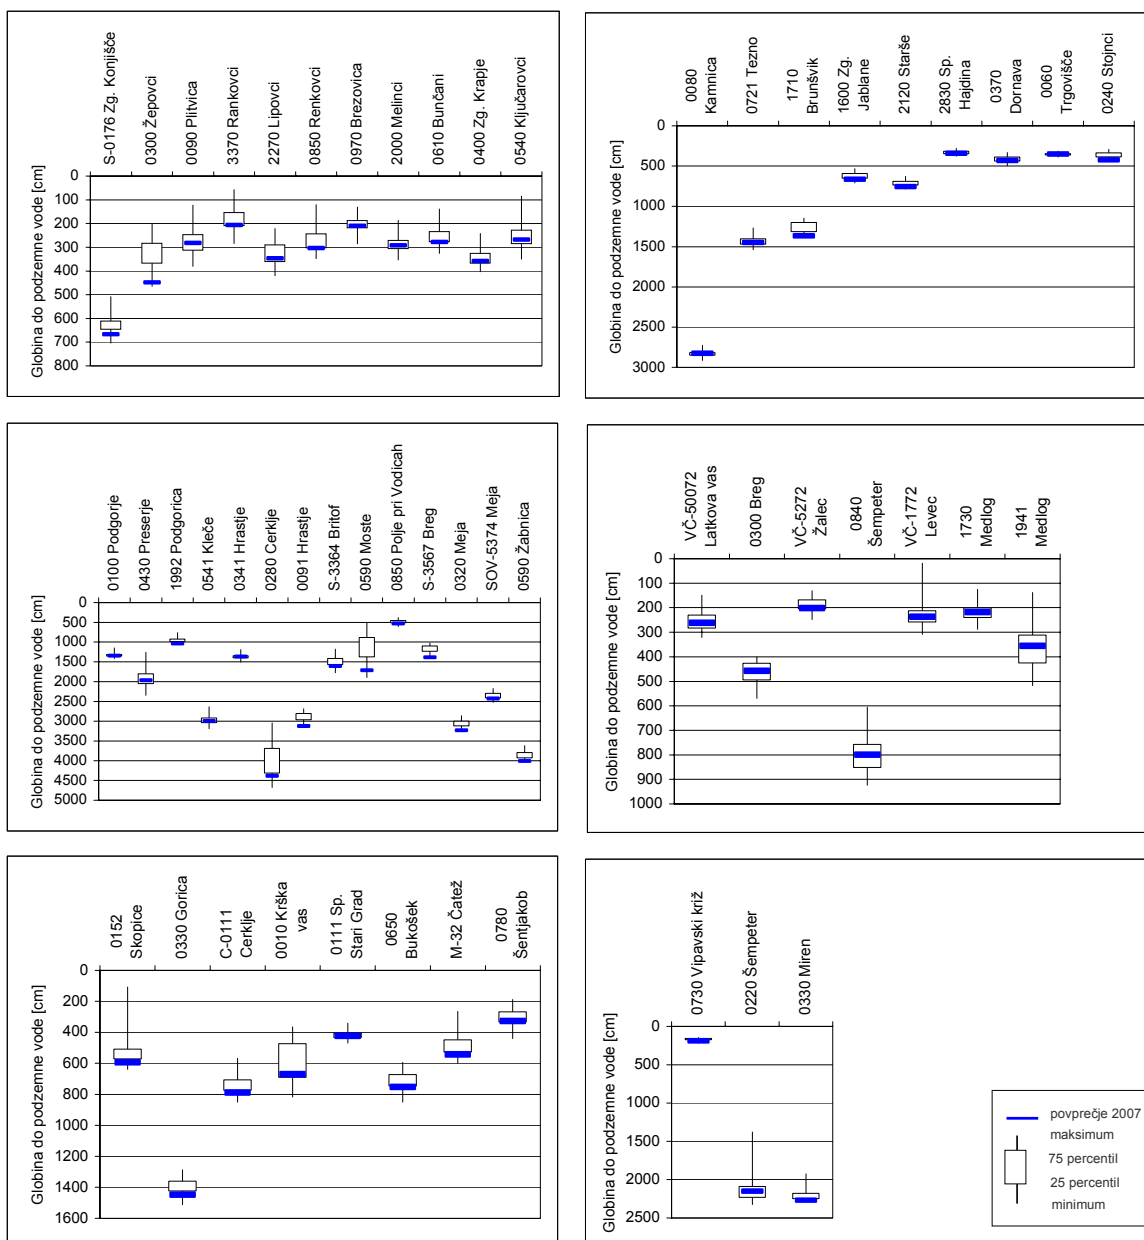 Globina do podzemne vode [cm]
S-0176 Zg. Konjišče
0300 Žepovci
0090 Plitvica
3370 Rankovci
2270 Lipovci
0850 Renkovci
0970 Brezovica
2000 Melinci
0610 Bunčani
0400 Zg. Krapje
0540 Ključarovci
0
100
200
300
400
500
600
700
800
Globina do podzemne vode [cm]
0080
Kamnica
0721 Tezno
1710
Brunšvik
1600 Zg.
Jablane
2120 Starše
2830 Sp.
Hajdina
0370
Dornava
0060
Trgovišče
0240 Stojnci
0
500
1000
1500
2000
2500
3000
Globina do podzemne vode [cm]
0100 Podgorje
0430 Preserje
1992 Podgorica
0541 Kleče
0341 Hrastje
0280 Cerklje
0091 Hrastje
S-3364 Britof
0590 Moste
0850 Polje pri Vodicah
S-3567 Breg
0320 Meja
SOV-5374 Meja
0590 Žabnica
0
500
1000
1500
2000
2500
3000
3500
4000
4500
5000
Globina do podzemne vode [cm]
VČ-50072
Latkova vas
0300 Breg
VČ-5272
Žalec
0840
Šempeter
VC-1772
Levec
1730
Medlog
1941
Medlog
0
100
200
300
400
500
600
700
800
900
1000
Globina do podzemne vode [cm]
0152
Skopice
0330 Gorica
C-0111
Cerklje
0010 Krška
vas
0111 Sp.
Stari Grad
0650
Bukošek
M-32 Čatež
0780
Šentjakob
0
200
400
600
800
1000
1200
1400
1600
Globina do podzemne vode [cm]
0730 Vipavski križ
0220 Šempeter
0330 Miren
0
500
1000
1500
2000
2500
povprečje 2007
maksimum
75 percentil
25 percentil
minimum